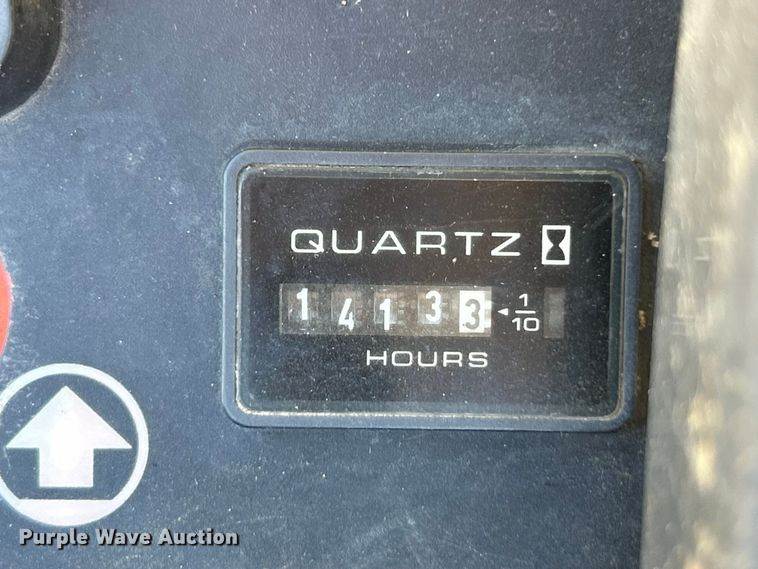 QUARTZ
1 4 1 3 3 1/10
HOURS
Purple Wave Auction